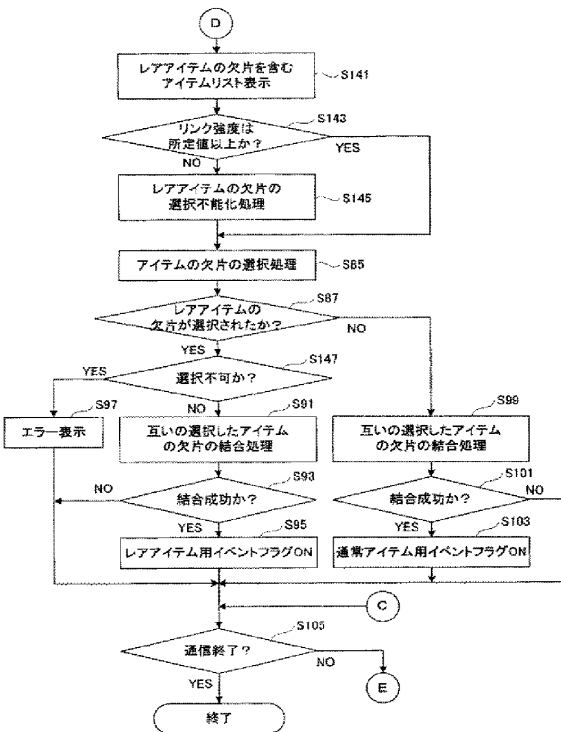 D
レアアイテムの欠片を含む
アイテムリスト表示
S141
リンク強度は
所定値以上か?
S143
YES
NO
レアアイテムの欠片の
選択不能化処理
S145
アイテムの欠片の選択処理
S85
レアアイテムの
欠片が選択されたか?
S87
NO
YES
選択不可か?
S147
YES
NO
エラー表示
S97
互いの選択したアイテム
の欠片の結合処理
S91
互いの選択したアイテム
の欠片の結合処理
S99
結合成功か?
S93
NO
YES
結合成功か?
S101
NO
YES
レアアイテム用イベントフラグON
S95
通常アイテム用イベントフラグON
S103
C
通信終了?
S105
NO
YES
E
終了